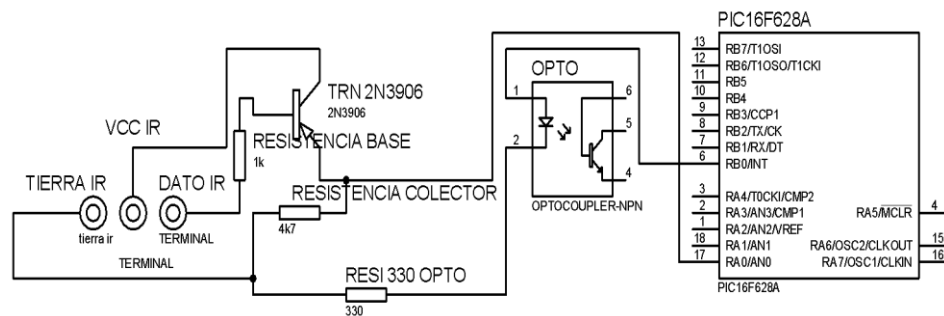 PIC16F628A
13
RB7/T1OSI
12
RB6/T1OSO/T1CKI
11
RB5
10
RB4
9
RB3/CCP1
8
RB2/TX/CK
7
RB1/RX/DT
6
RB0/INT
3
RA4/T0CKI/CMP2
2
RA3/AN3/CMP1
RA5/MCLR
4
1
RA2/AN2/VREF
18
RA1/AN1
RA6/OSC2/CLKOUT
15
17
RA0/AN0
RA7/OSC1/CLKIN
16
PIC16F628A
OPTO
1
6
5
2
4
OPTOCOUPLER-NPN
TRN 2N3906
2N3906
VCC IR
RESISTENCIA BASE
1k
TIERRA IR
DATO IR
RESISTENCIA COLECTOR
4k7
tierra ir
TERMINAL
TERMINAL
RESI 330 OPTO
330